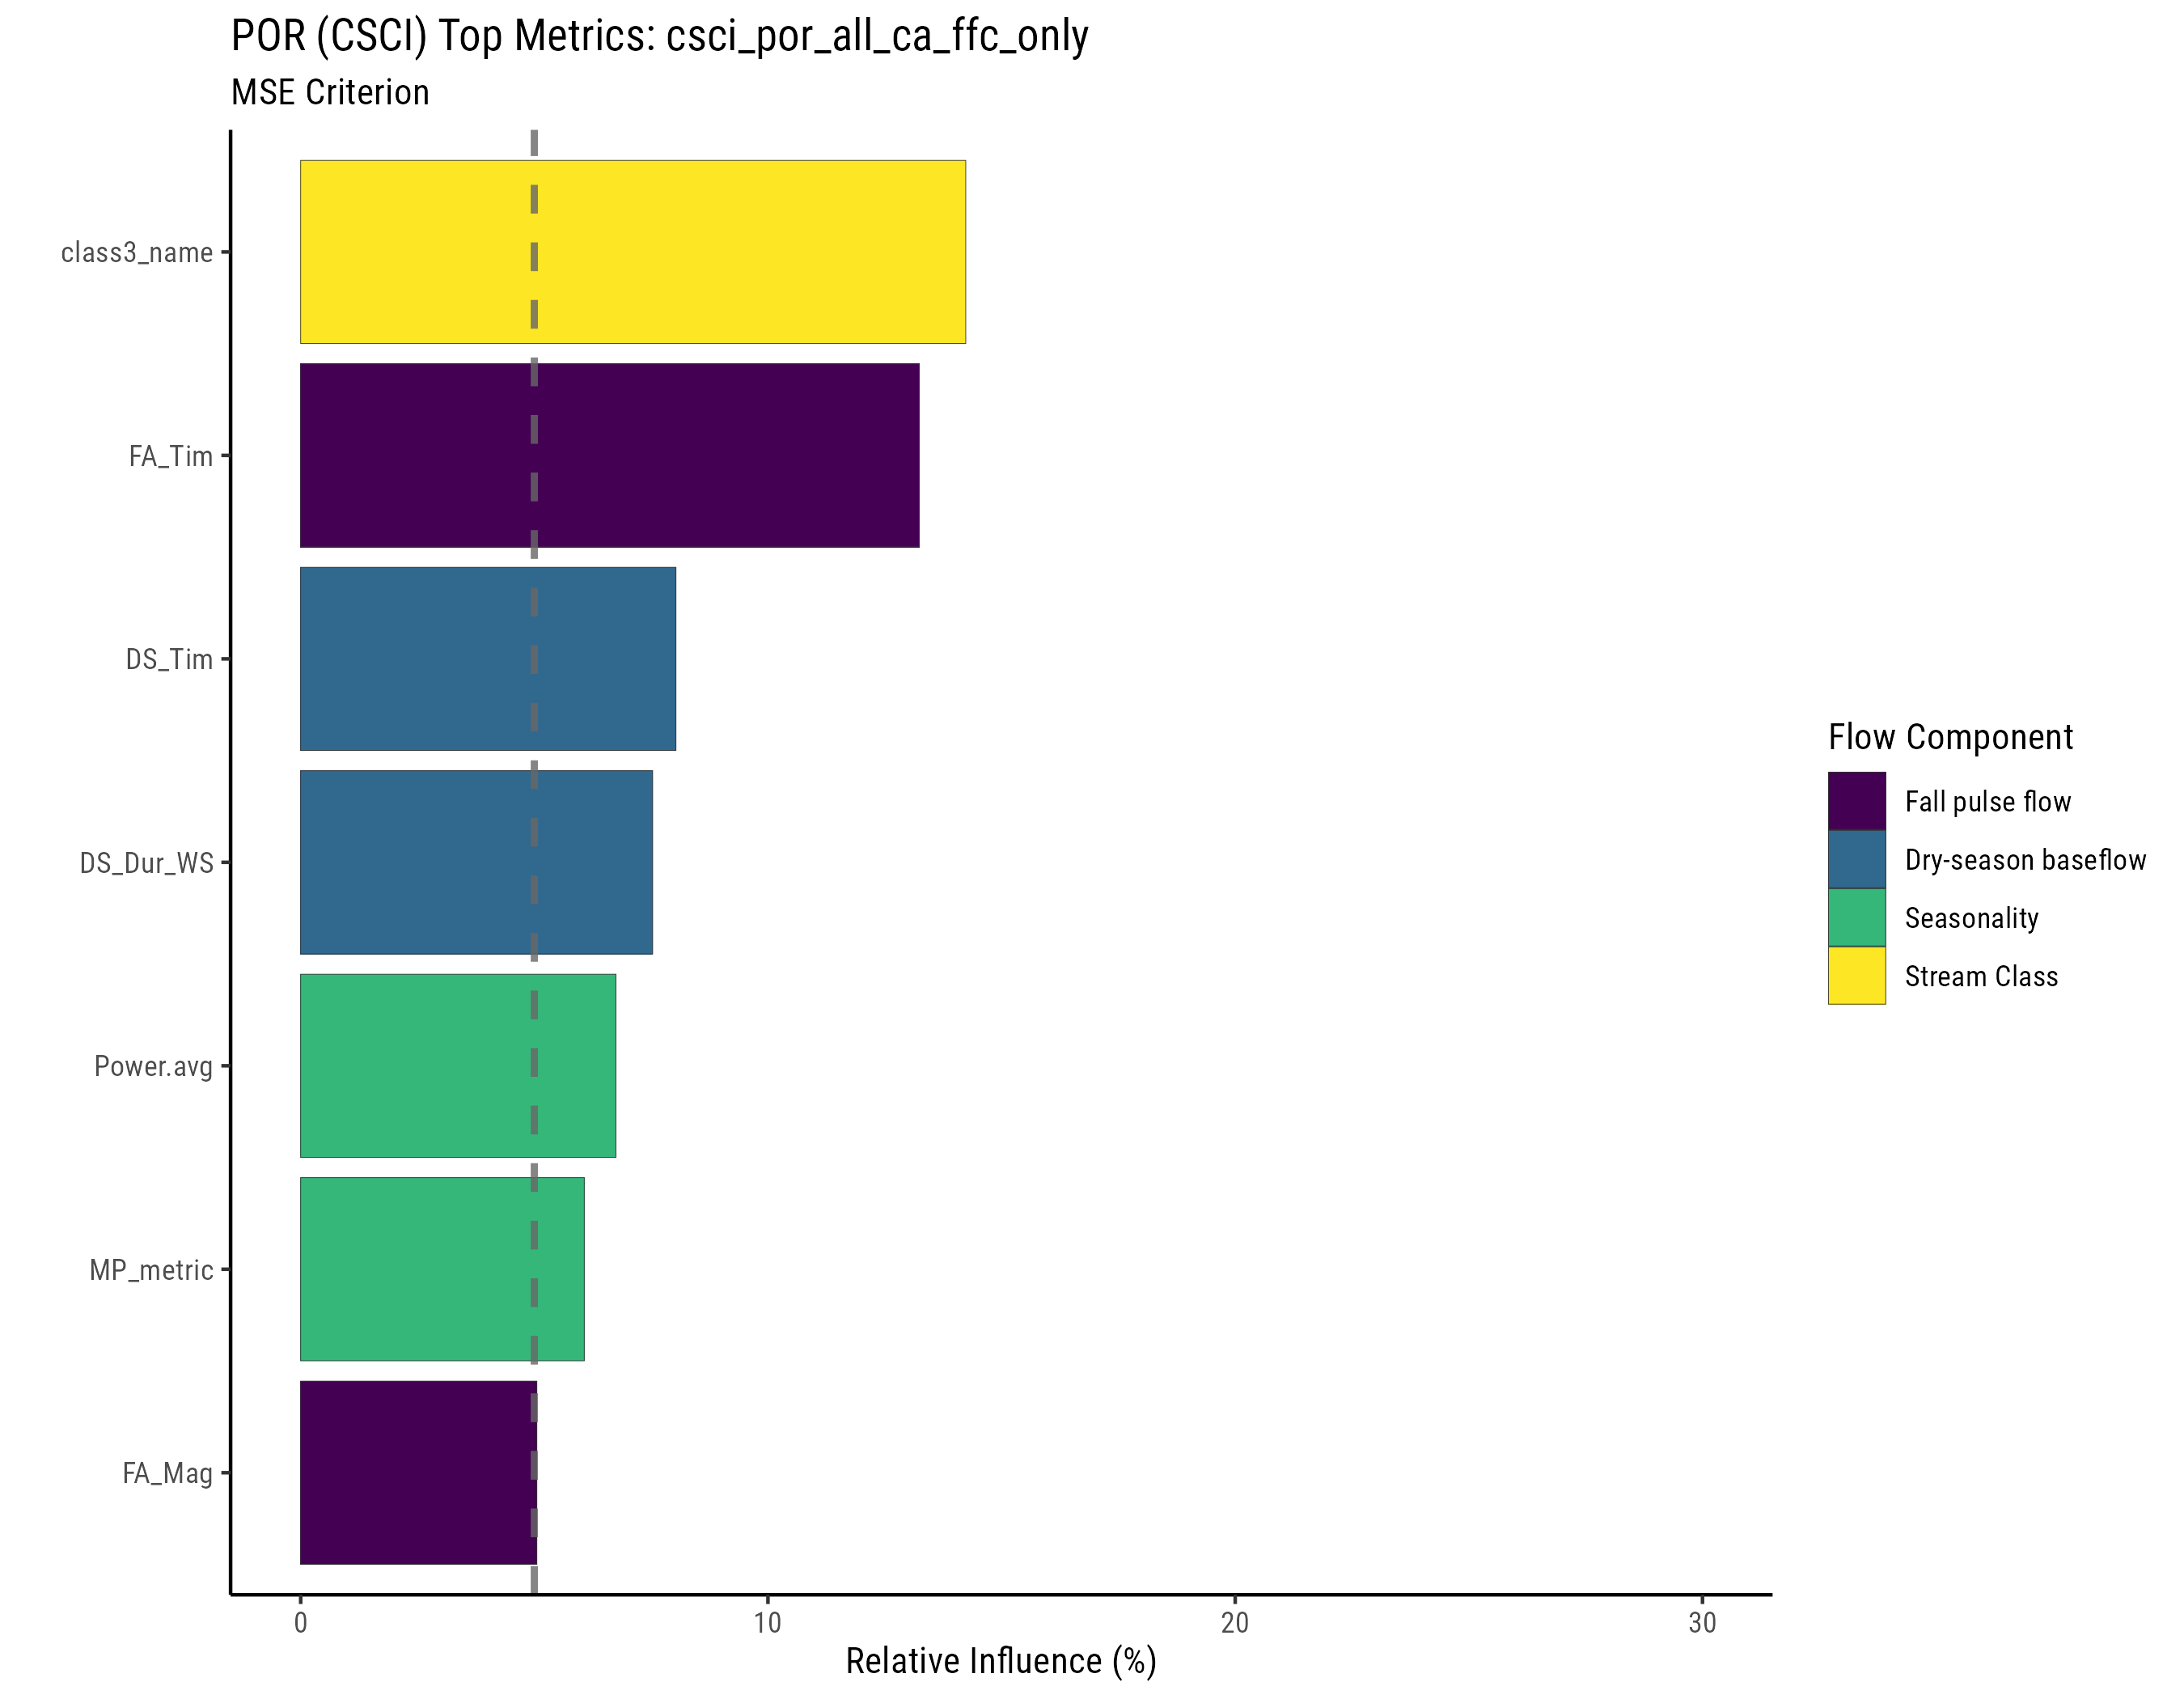 POR (CSCI) Top Metrics: csci_por_all_ca_ffc_only
MSE Criterion
class3_name
FA_Tim
DS_Tim
DS_Dur_WS
Power.avg
MP_metric
FA_Mag
0 10 20 30
Relative Influence (%)
Flow Component
Fall pulse flow
Dry-season baseflow
Seasonality
Stream Class